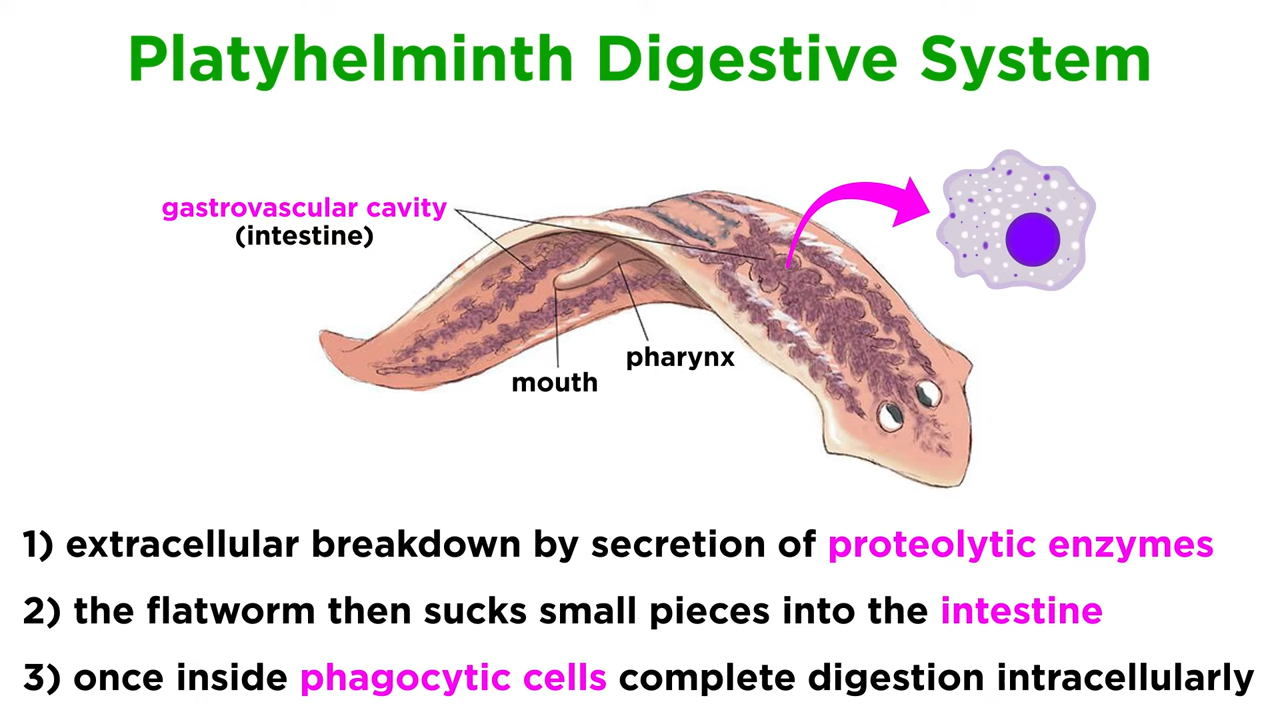 Platyhelminth Digestive System
gastrovascular cavity
(intestine)
pharynx
mouth
1) extracellular breakdown by secretion of proteolytic enzymes
2) the flatworm then sucks small pieces into the intestine
3) once inside phagocytic cells complete digestion intracellularly